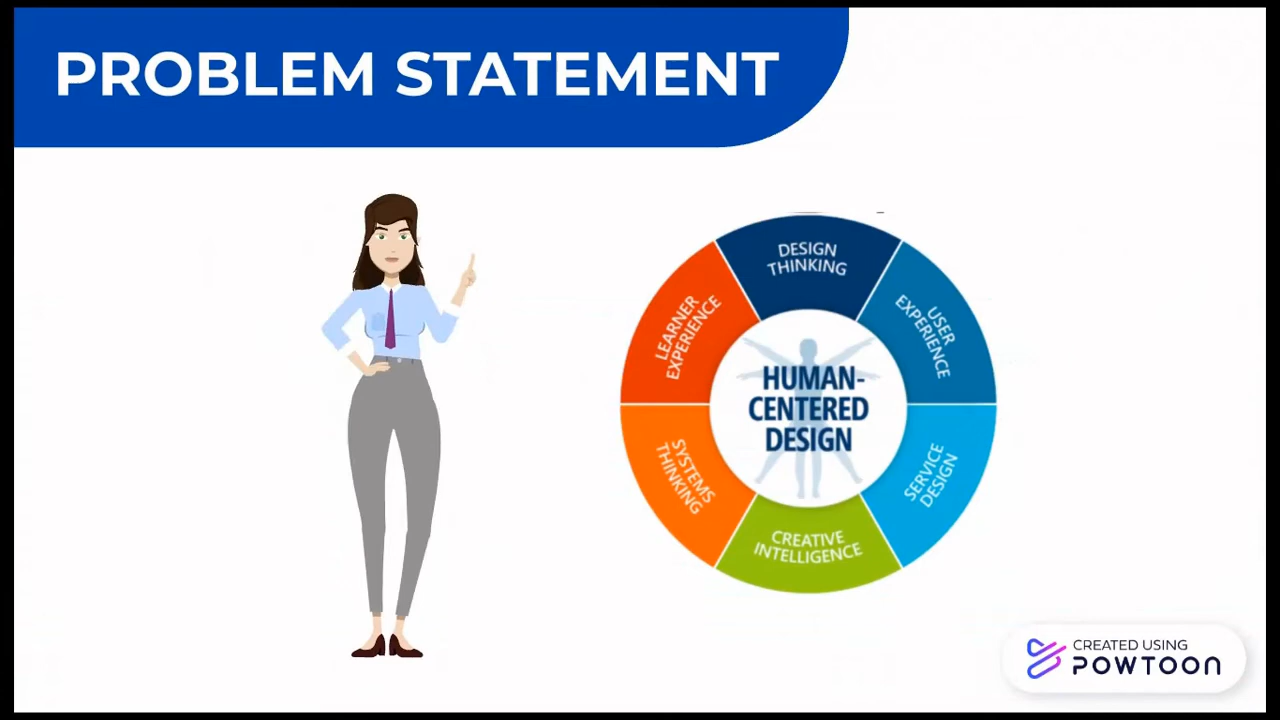 PROBLEM STATEMENT
DESIGN
THINKING
USER
EXPERIENCE
SERVICE
DESIGN
CREATIVE
INTELLIGENCE
SYSTEMS
THINKING
LEARNER
EXPERIENCE
HUMAN-
CENTERED
DESIGN
CREATED USING
POWTOON